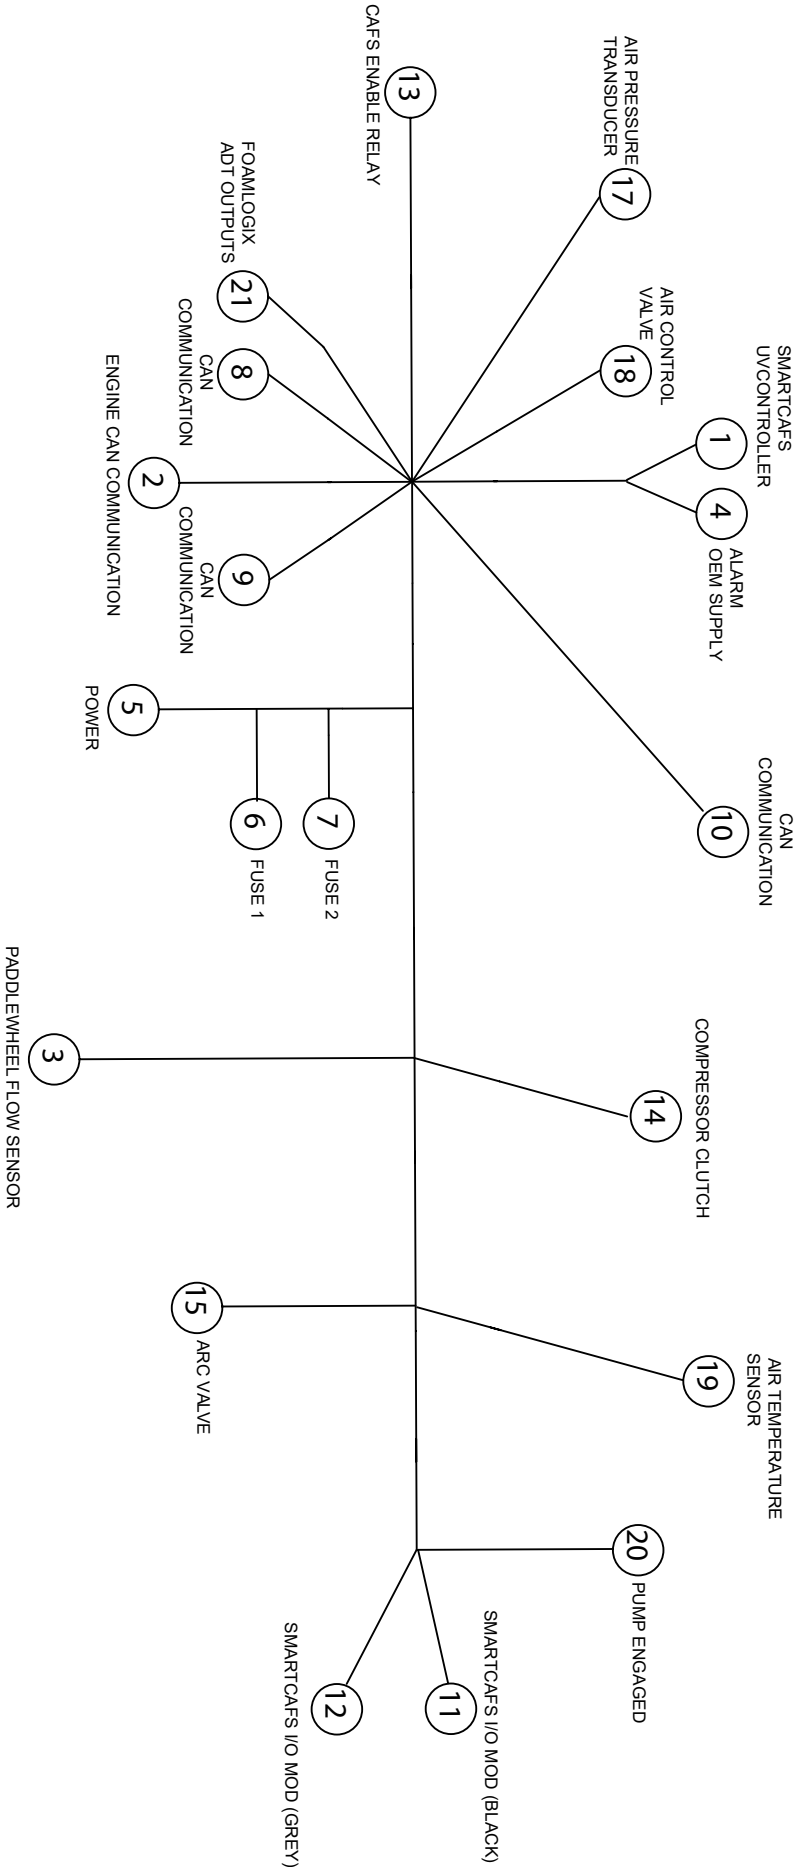 CAFS ENABLE RELAY
13
AIR PRESSURE
TRANSDUCER
17
FOAMLOGIX
ADT OUTPUTS
21
AIR CONTROL
VALVE
18
SMARTCAFS
UVCONTROLLER
1
4
ALARM
OEM SUPPLY
CAN
COMMUNICATION
8
ENGINE CAN COMMUNICATION
2
CAN
COMMUNICATION
9
POWER
5
6
FUSE 1
7
FUSE 2
CAN
COMMUNICATION
10
PADDLEWHEEL FLOW SENSOR
3
COMPRESSOR CLUTCH
14
15
ARC VALVE
AIR TEMPERATURE
SENSOR
19
20
PUMP ENGAGED
SMARTCAFS I/O MOD (BLACK)
11
12
SMARTCAFS I/O MOD (GREY)